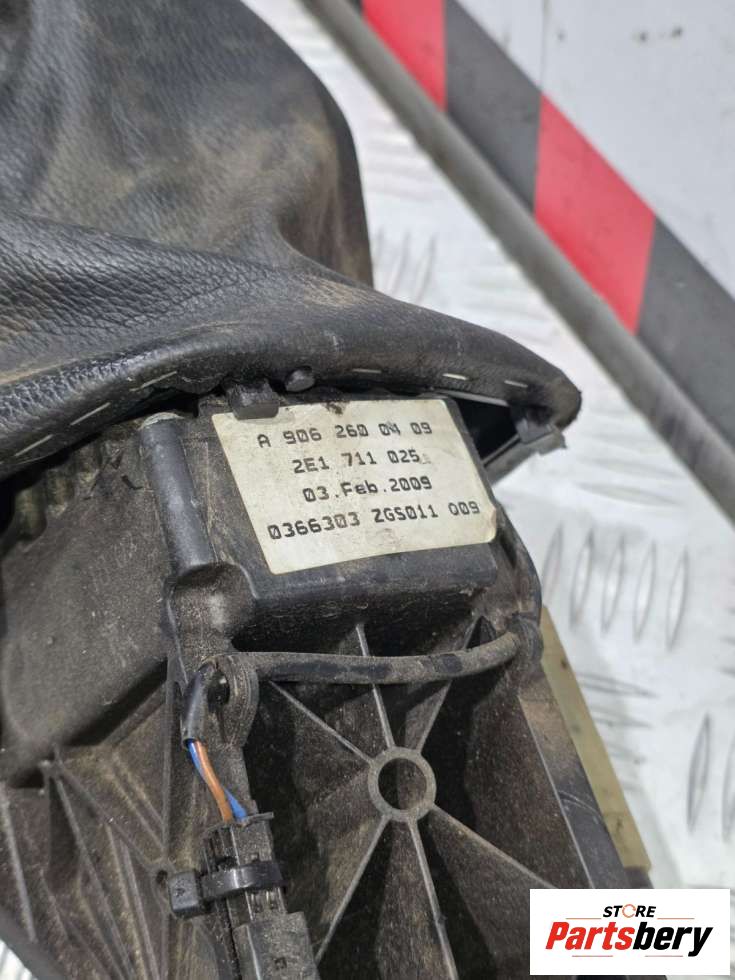 A 906 260 04 09
2E1 711 025
03.Feb.2009
0366303 ZGS011 009
STORE
Partsbery